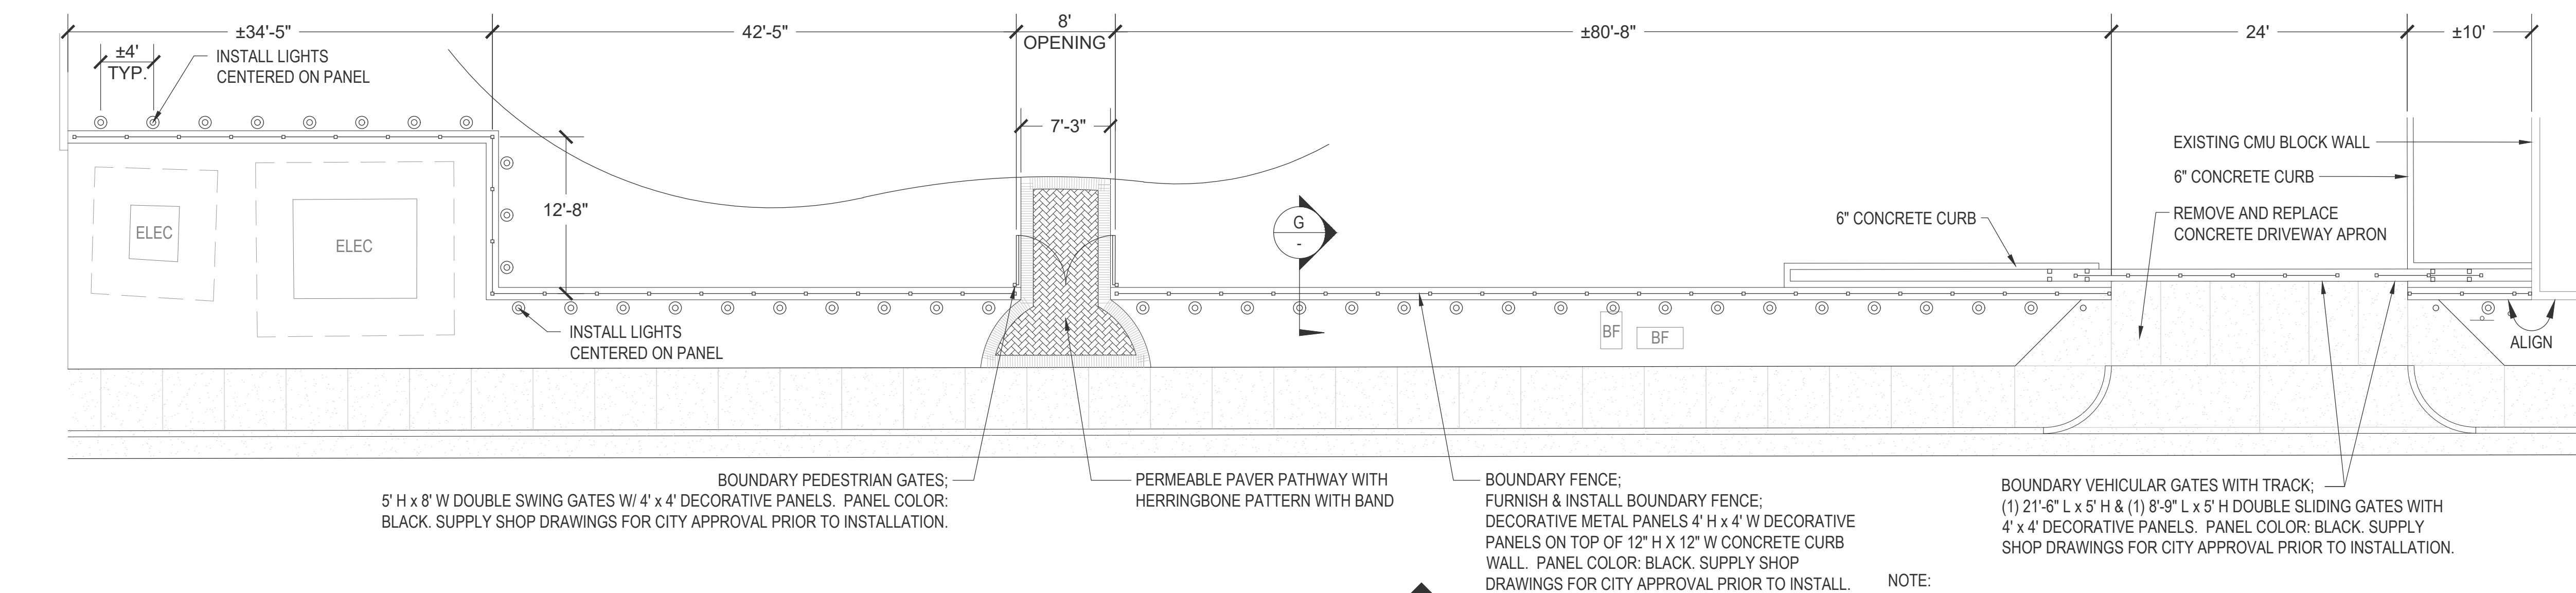 ±34'-5"
42'-5"
8'
OPENING
±80'-8"
24'
±10'
±4'
TYP.
INSTALL LIGHTS
CENTERED ON PANEL
7'-3"
12'-8"
ELEC
ELEC
G
-
EXISTING CMU BLOCK WALL
6" CONCRETE CURB
6" CONCRETE CURB
REMOVE AND REPLACE
CONCRETE DRIVEWAY APRON
INSTALL LIGHTS
CENTERED ON PANEL
BF
BF
ALIGN
BOUNDARY PEDESTRIAN GATES;
5' H x 8' W DOUBLE SWING GATES W/ 4' x 4' DECORATIVE PANELS. PANEL COLOR:
BLACK. SUPPLY SHOP DRAWINGS FOR CITY APPROVAL PRIOR TO INSTALLATION.
PERMEABLE PAVER PATHWAY WITH
HERRINGBONE PATTERN WITH BAND
BOUNDARY FENCE;
FURNISH & INSTALL BOUNDARY FENCE;
DECORATIVE METAL PANELS 4' H x 4' W DECORATIVE
PANELS ON TOP OF 12" H X 12" W CONCRETE CURB
WALL. PANEL COLOR: BLACK. SUPPLY SHOP
DRAWINGS FOR CITY APPROVAL PRIOR TO INSTALL.
BOUNDARY VEHICULAR GATES WITH TRACK;
(1) 21'-6" L x 5' H & (1) 8'-9" L x 5' H DOUBLE SLIDING GATES WITH
4' x 4' DECORATIVE PANELS. PANEL COLOR: BLACK. SUPPLY
SHOP DRAWINGS FOR CITY APPROVAL PRIOR TO INSTALLATION.
NOTE: